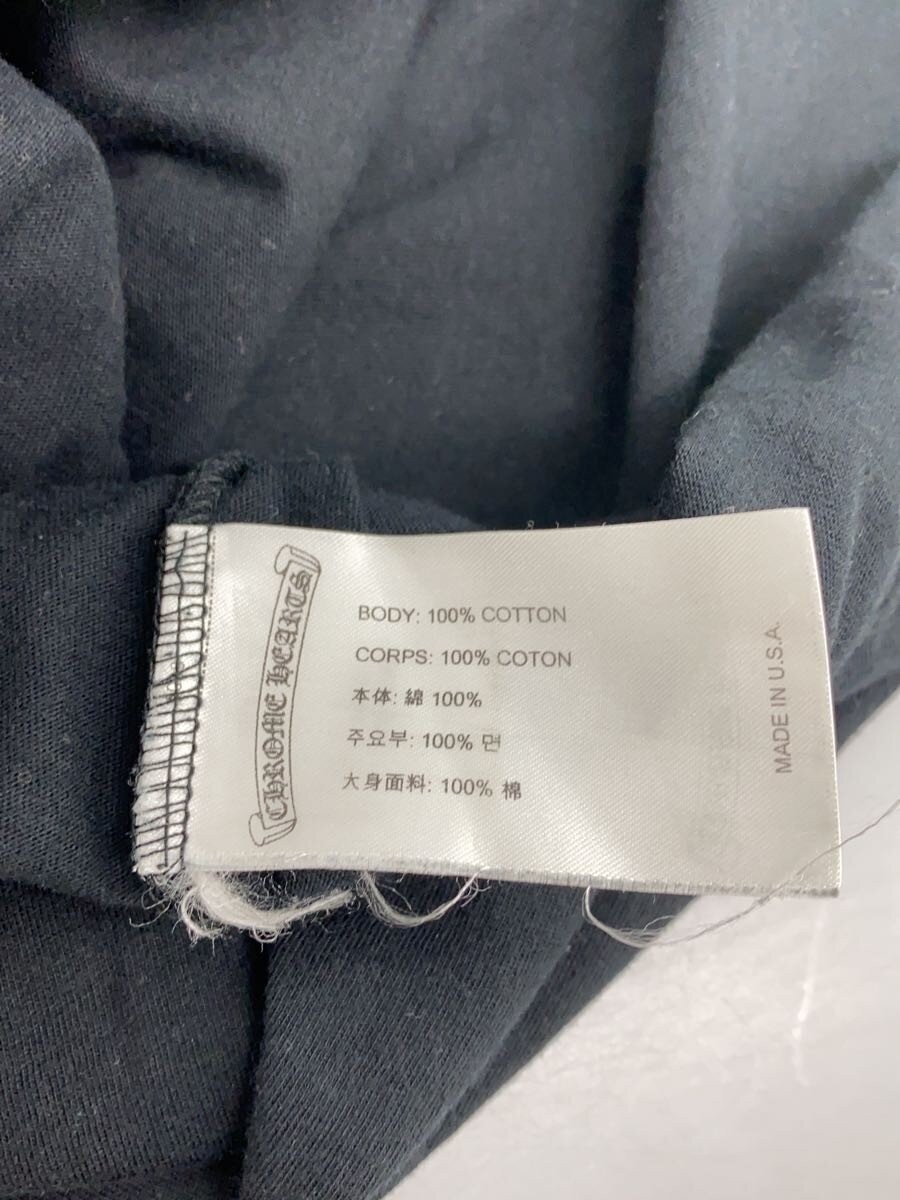 CHROME HEARTS
BODY: 100% COTTON
CORPS: 100% COTON
本体: 綿 100%
주요부: 100% 면
大身面料: 100% 棉
MADE IN U.S.A.